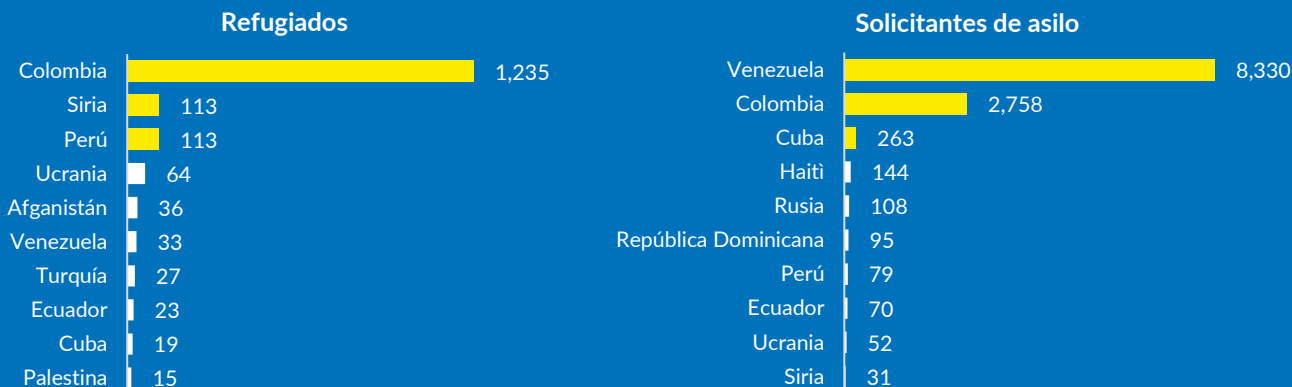 Refugiados
Colombia 1,235
Siria 113
Perú 113
Ucrania 64
Afganistán 36
Venezuela 33
Turquía 27
Ecuador 23
Cuba 19
Palestina 15
Solicitantes de asilo
Venezuela 8,330
Colombia 2,758
Cuba 263
Haitì 144
Rusia 108
República Dominicana 95
Perú 79
Ecuador 70
Ucrania 52
Siria 31